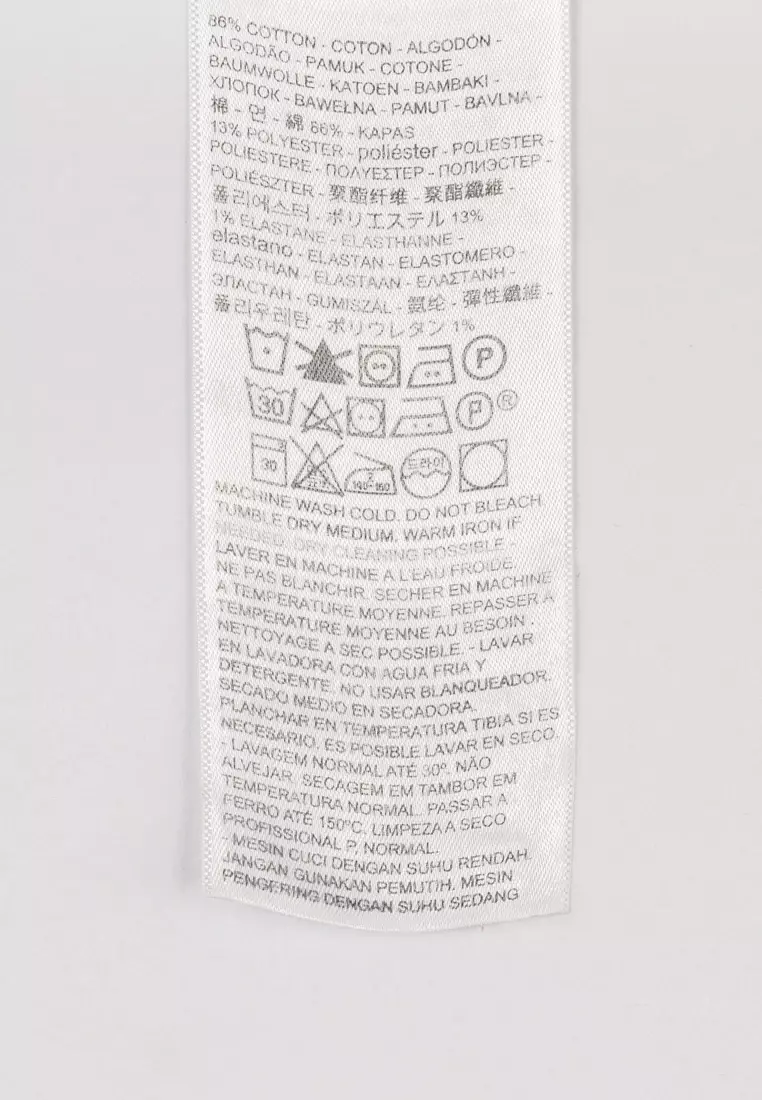 86% COTTON - COTON - ALGODÓN -
ALGODÃO - PAMUK - COTONE -
BAUMWOLLE - KATOEN - BAMBAKI -
ХЛОПОК - BAWEŁNA - PAMUT - BAVLNA -
棉 - 면 - 綿 86% - KAPAS
13% POLYESTER - poliéster - POLIESTER -
POLIESTERE - ΠΟΛΥΕΣΤΕΡ - ПОЛИЭСТЕР -
POLIÉSZTER - 聚酯纤维 - 聚酯纖維 -
폴리에스터 - ポリエステル 13%
1% ELASTANE - ELASTHANNE -
elastano - ELASTAN - ELASTOMERO -
ELASTHAN - ELASTAAN - ΕΛΑΣΤΑΝΗ -
ЭЛАСТАН - GUMISZÁL - 氨纶 - 彈性纖維 -
폴리우레탄 - ポリウレタン 1%
P
30 P ®
30 2 140-160 드라이
MACHINE WASH COLD. DO NOT BLEACH.
TUMBLE DRY MEDIUM. WARM IRON IF
NEEDED. DRY CLEANING POSSIBLE.
LAVER EN MACHINE A L'EAU FROIDE.
NE PAS BLANCHIR. SECHER EN MACHINE
A TEMPERATURE MOYENNE. REPASSER A
TEMPERATURE MOYENNE AU BESOIN.
NETTOYAGE A SEC POSSIBLE. - LAVAR
EN LAVADORA CON AGUA FRIA Y
DETERGENTE. NO USAR BLANQUEADOR.
SECADO MEDIO EN SECADORA.
PLANCHAR EN TEMPERATURA TIBIA SI ES
NECESARIO. ES POSIBLE LAVAR EN SECO.
- LAVAGEM NORMAL ATÉ 30º. NÃO
ALVEJAR. SECAGEM EM TAMBOR EM
TEMPERATURA NORMAL. PASSAR A
FERRO ATÉ 150ºC. LIMPEZA A SECO
PROFISSIONAL P, NORMAL.
- MESIN CUCI DENGAN SUHU RENDAH.
JANGAN GUNAKAN PEMUTIH. MESIN
PENGERING DENGAN SUHU SEDANG